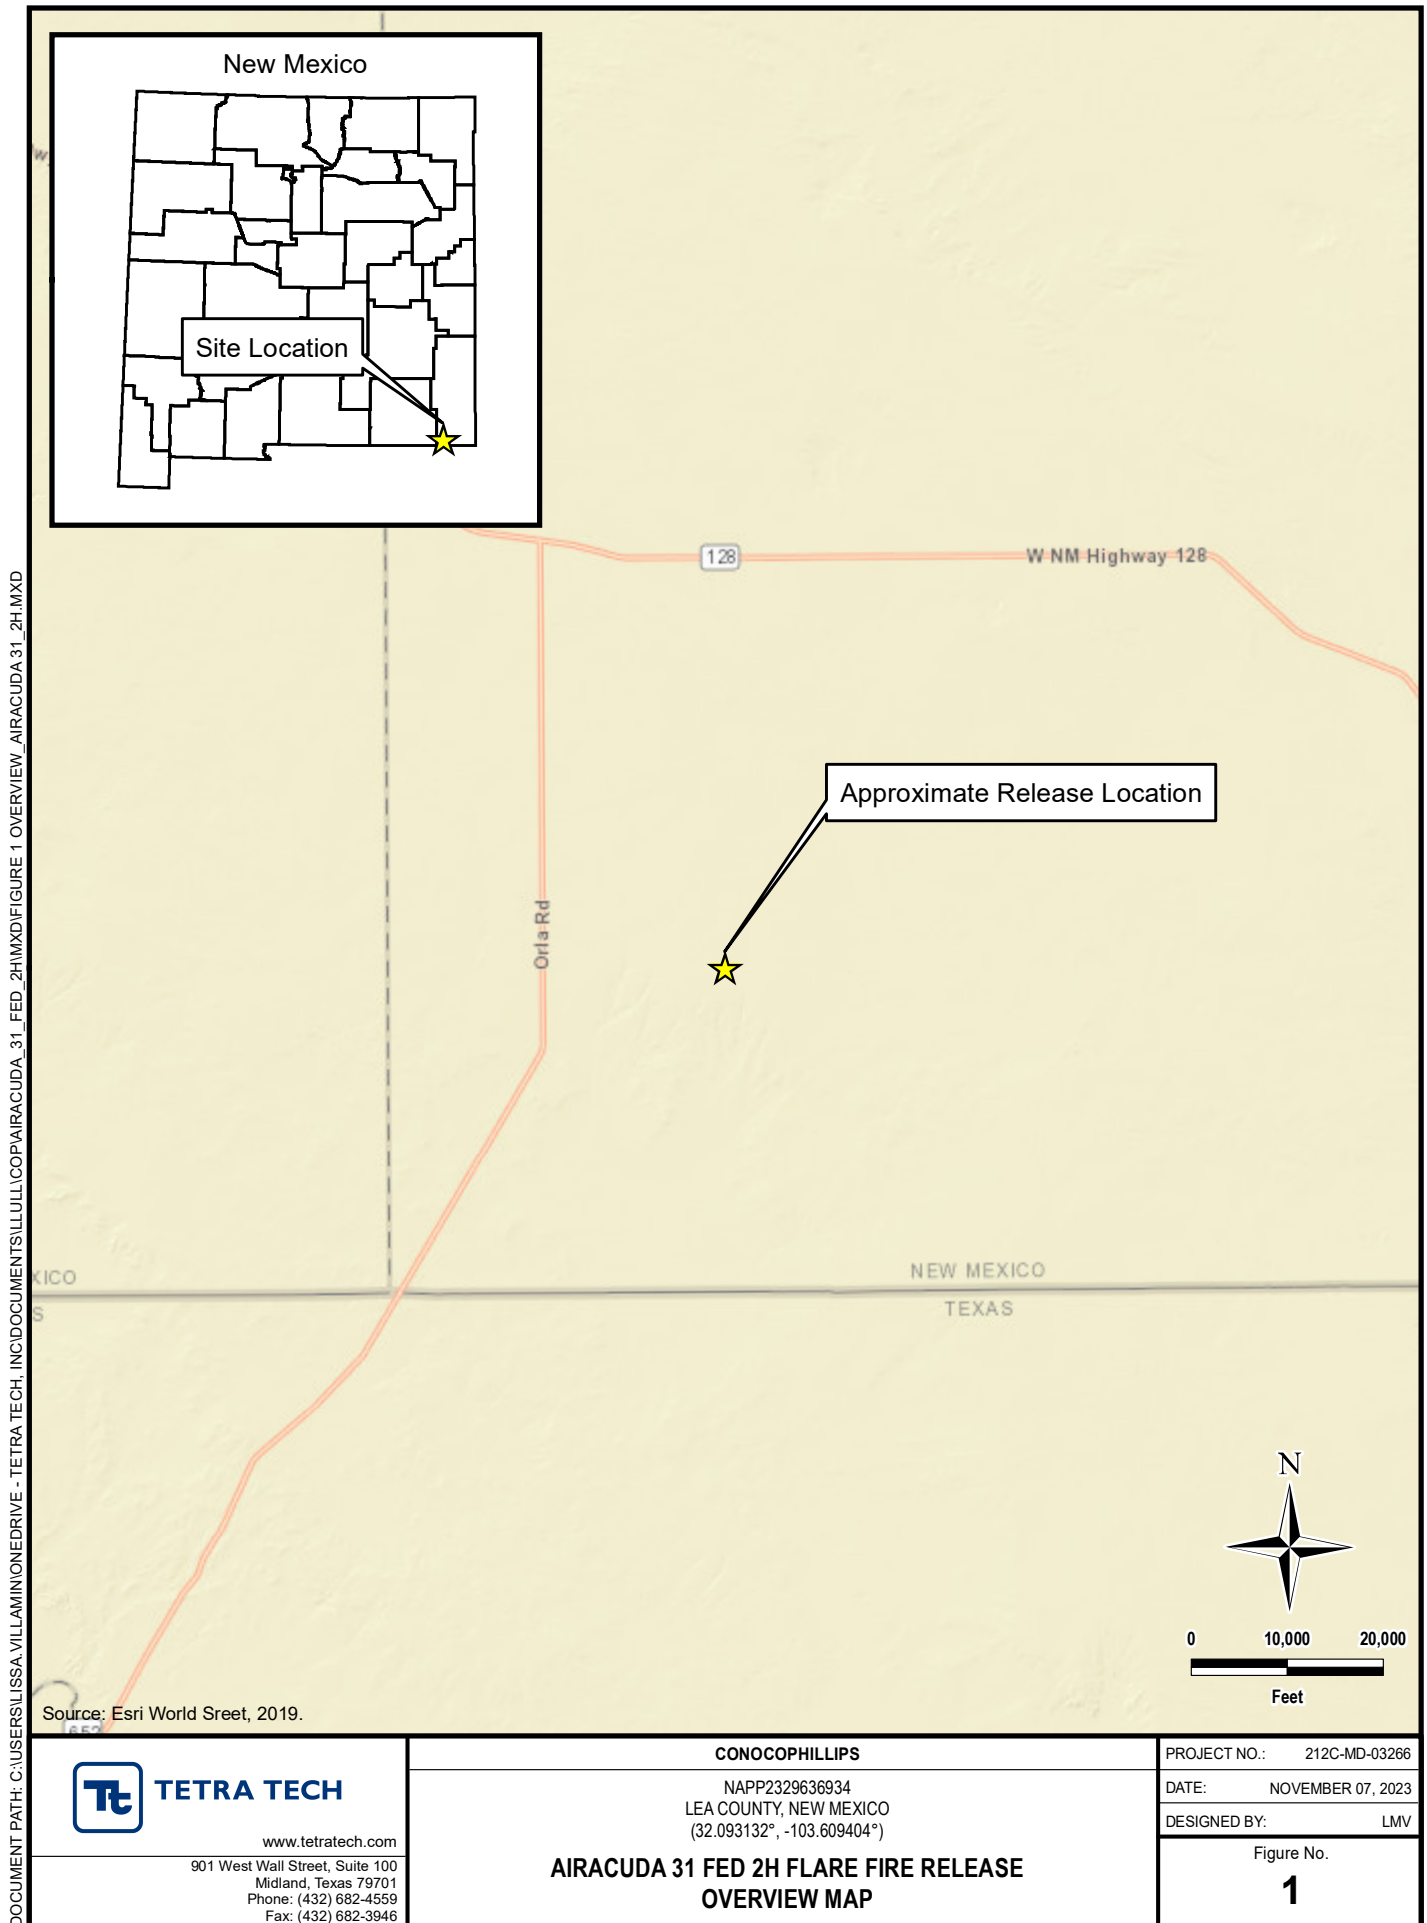 New Mexico
Site Location
128
W NM Highway 128
Approximate Release Location
Orla Rd
XICO
NEW MEXICO
S
TEXAS
N
0 10,000 20,000
Feet
Source: Esri World Sreet, 2019.
652
DOCUMENT PATH: C:\USERS\LISSA.VILLAMIN\ONEDRIVE - TETRA TECH, INC\DOCUMENTS\LLULL\COP\AIRACUDA_31_FED_2H\MXD\FIGURE 1 OVERVIEW_AIRACUDA 31_2H.MXD
Tt TETRA TECH
www.tetratech.com
901 West Wall Street, Suite 100
Midland, Texas 79701
Phone: (432) 682-4559
Fax: (432) 682-3946
CONOCOPHILLIPS
NAPP2329636934
LEA COUNTY, NEW MEXICO
(32.093132°, -103.609404°)
AIRACUDA 31 FED 2H FLARE FIRE RELEASE
OVERVIEW MAP
PROJECT NO.: 212C-MD-03266
DATE: NOVEMBER 07, 2023
DESIGNED BY: LMV
Figure No.
1